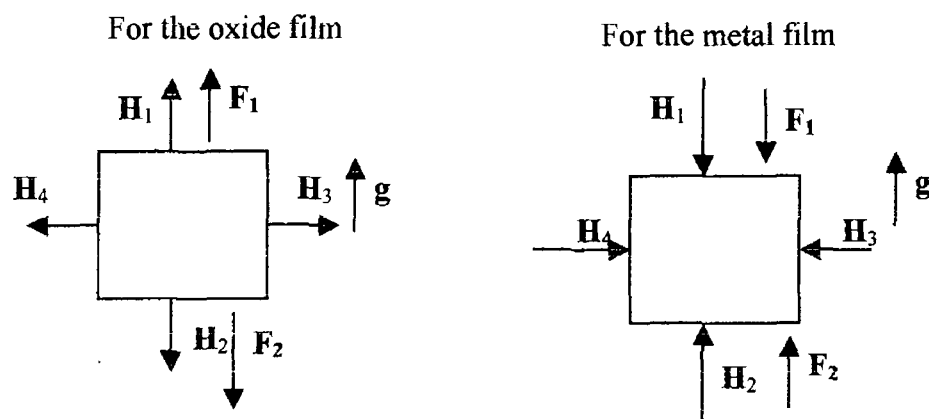 For the oxide film
H₁
F₁
H₄
H₃
g
H₂
F₂
For the metal film
H₁
F₁
g
H₄
H₃
H₂
F₂